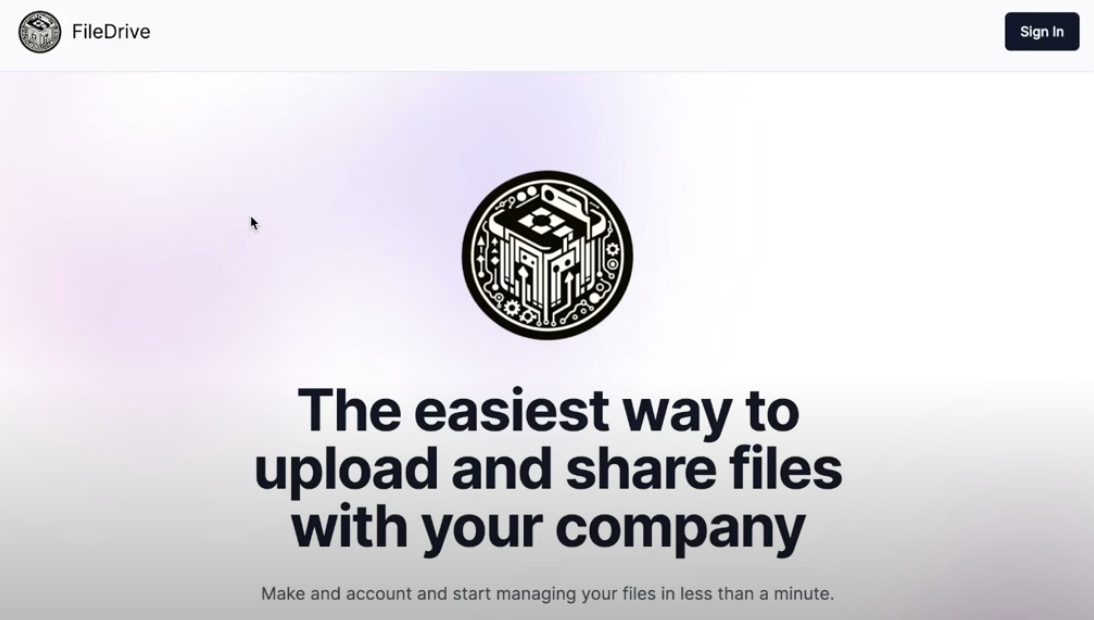 FileDrive
Sign In
The easiest way to
upload and share files
with your company
Make and account and start managing your files in less than a minute.